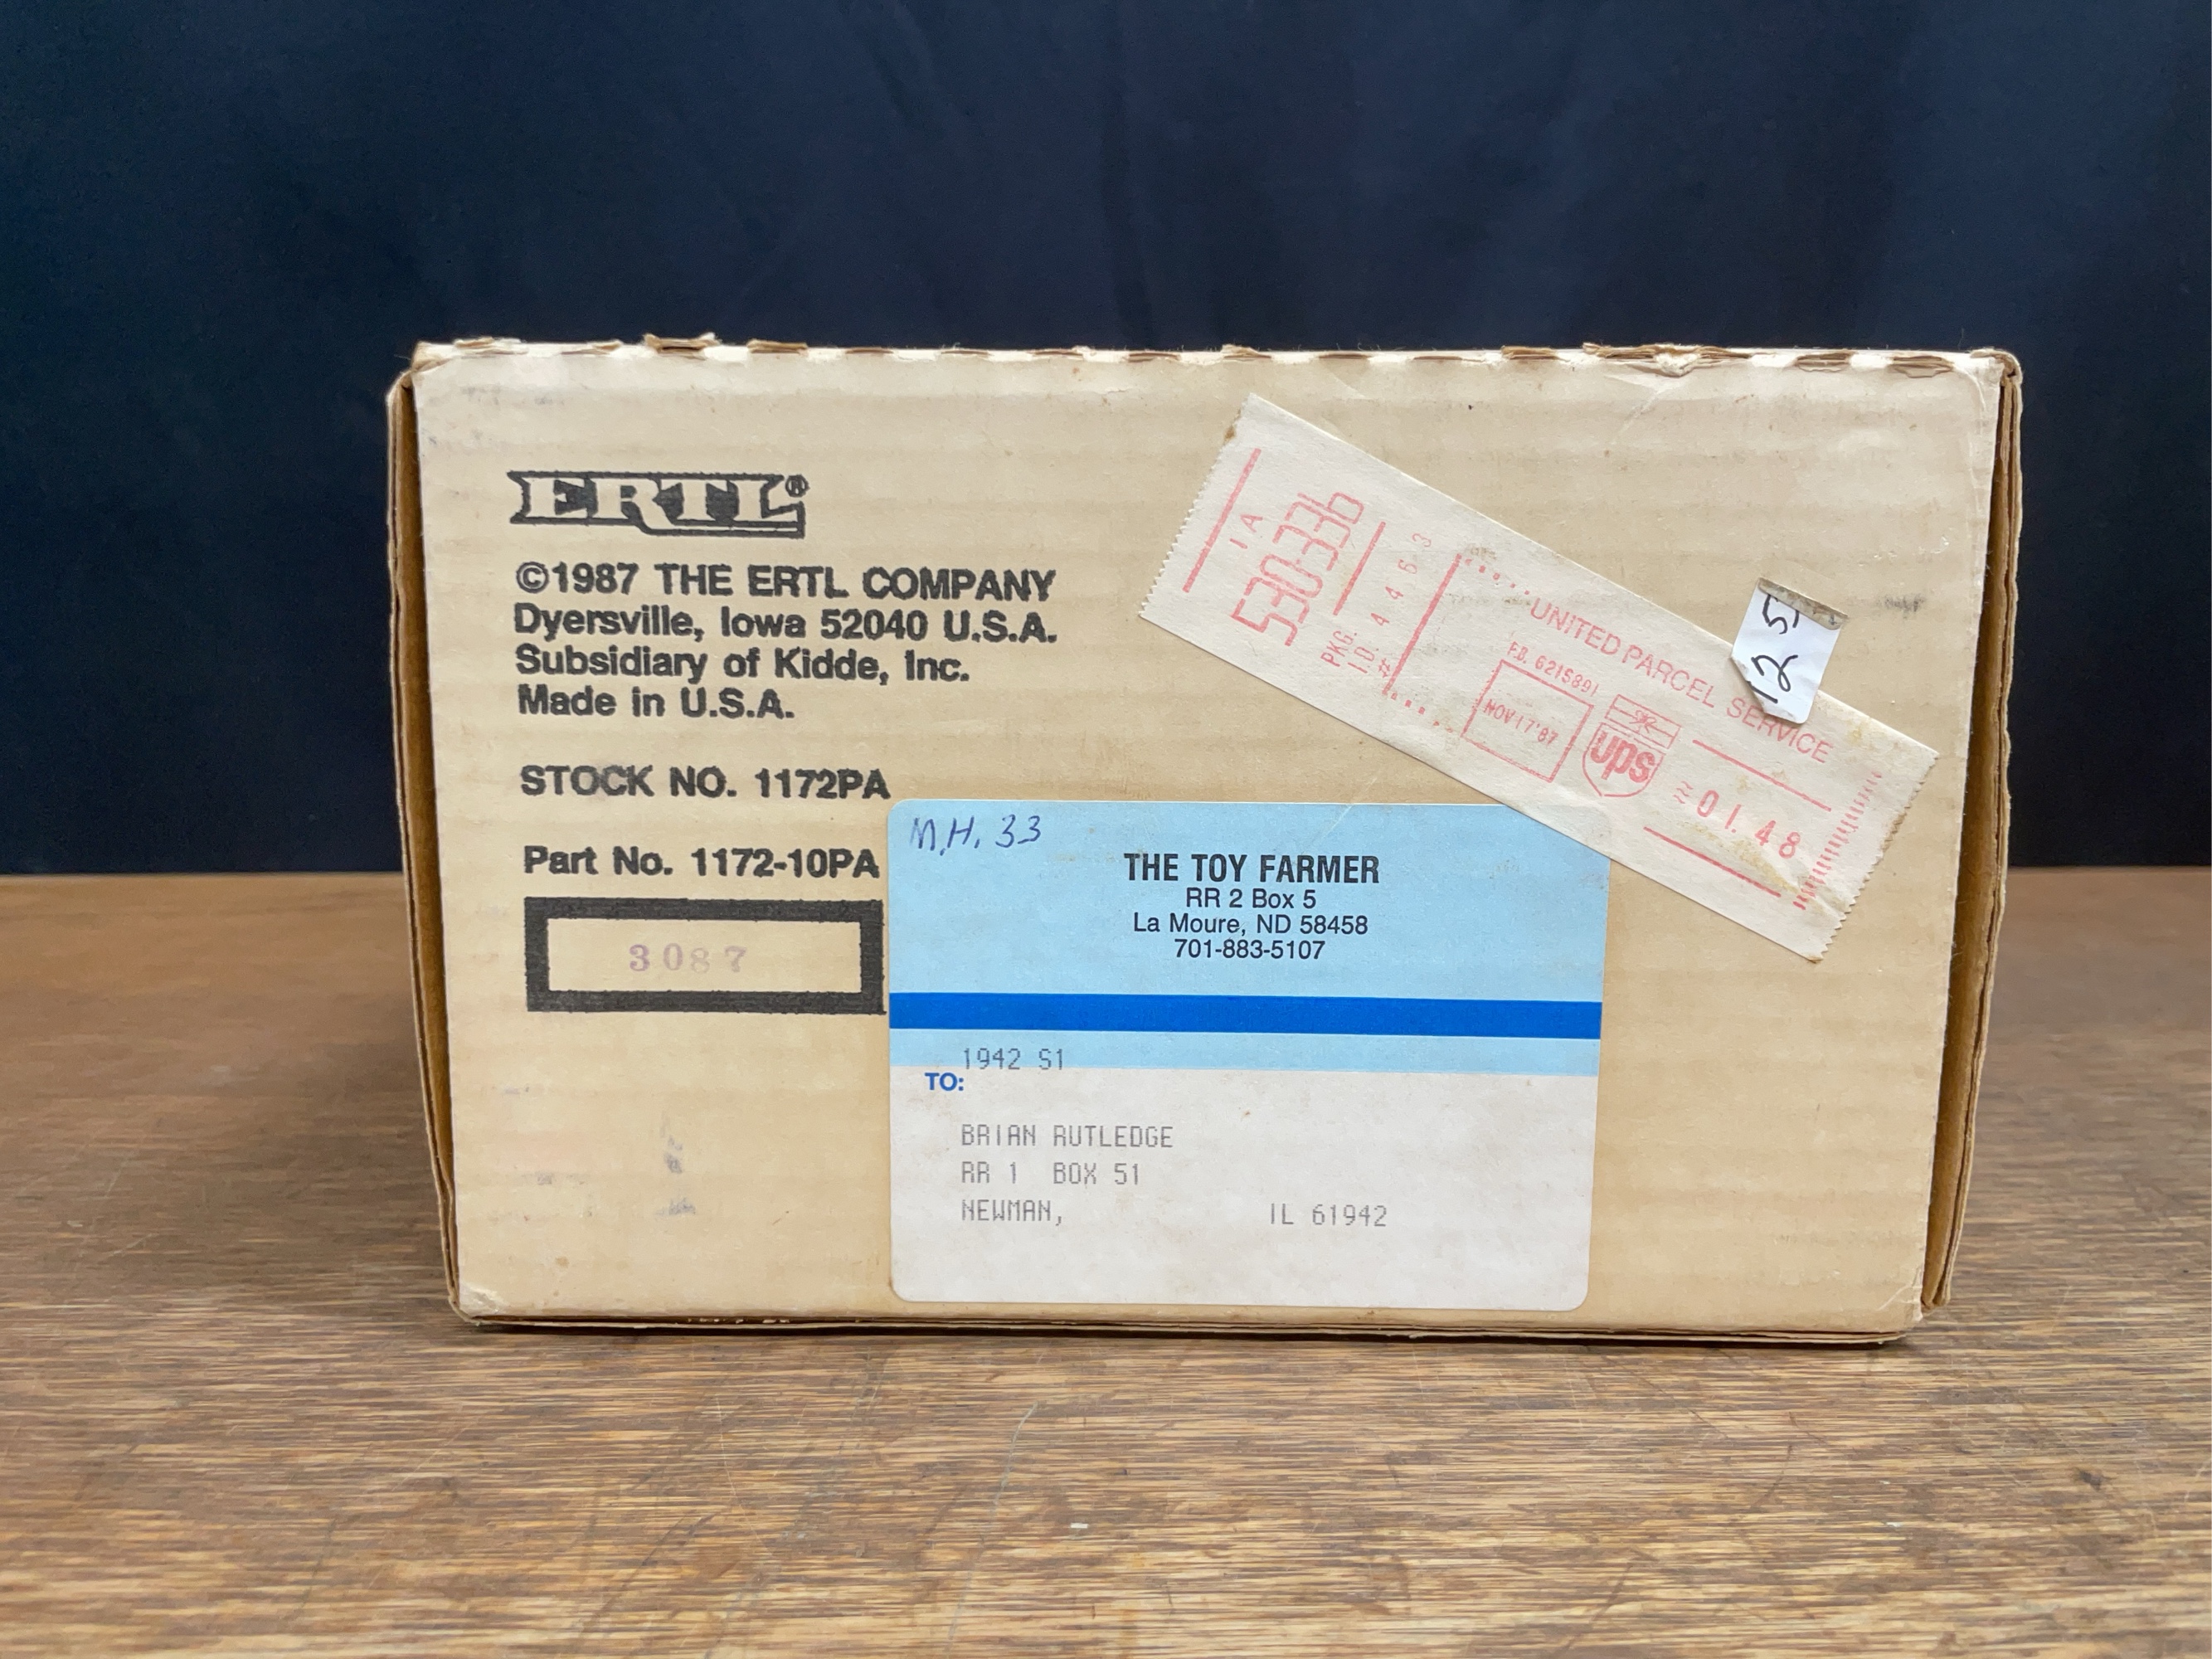 ERTL®
©1987 THE ERTL COMPANY
Dyersville, Iowa 52040 U.S.A.
Subsidiary of Kidde, Inc.
Made in U.S.A.
STOCK NO. 1172PA
Part No. 1172-10PA
3087
IA
530336
PKG.
I.D. 4463
#
UNITED PARCEL SERVICE
F.D. 621589I
NOV 17 '87
ups
01.48
125
M.H. 33
THE TOY FARMER
RR 2 Box 5
La Moure, ND 58458
701-883-5107
1942 S1
TO:
BRIAN RUTLEDGE
RR 1 BOX 51
NEWMAN, IL 61942